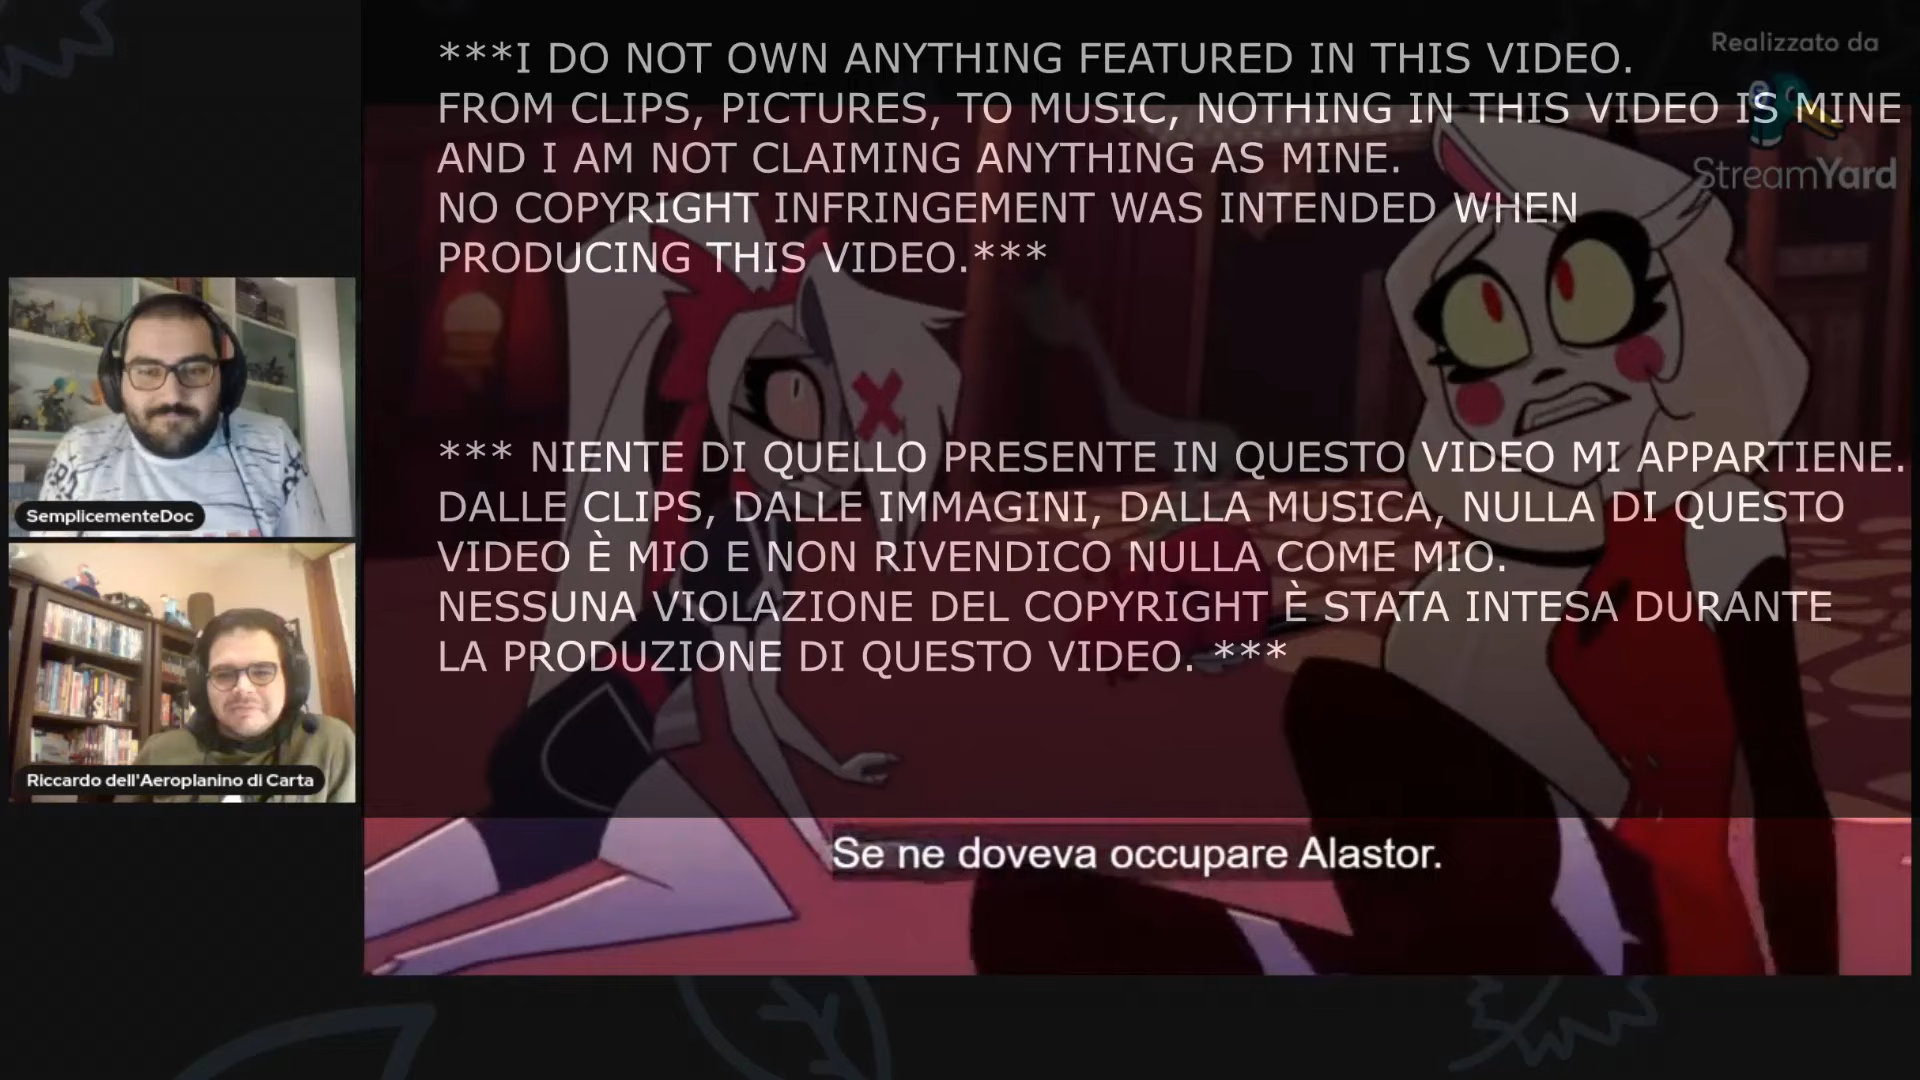 ***I DO NOT OWN ANYTHING FEATURED IN THIS VIDEO.
FROM CLIPS, PICTURES, TO MUSIC, NOTHING IN THIS VIDEO IS MINE
AND I AM NOT CLAIMING ANYTHING AS MINE.
NO COPYRIGHT INFRINGEMENT WAS INTENDED WHEN
PRODUCING THIS VIDEO.***
Realizzato da
StreamYard
*** NIENTE DI QUELLO PRESENTE IN QUESTO VIDEO MI APPARTIENE.
DALLE CLIPS, DALLE IMMAGINI, DALLA MUSICA, NULLA DI QUESTO
VIDEO È MIO E NON RIVENDICO NULLA COME MIO.
NESSUNA VIOLAZIONE DEL COPYRIGHT È STATA INTESA DURANTE
LA PRODUZIONE DI QUESTO VIDEO. ***
SemplicementeDoc
Riccardo dell'Aeroplanino di Carta
Se ne doveva occupare Alastor.